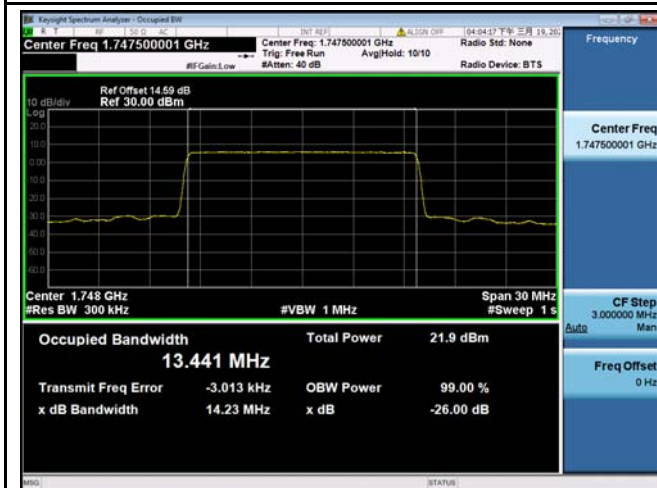 Keysight Spectrum Analyzer - Occupied BW
R T RF 50 Ω AC INT REF ALIGN OFF 04:04:17 下午 三月 19, 202
Center Freq 1.747500001 GHz
Center Freq: 1.747500001 GHz
Radio Std: None
Trig: Free Run Avg|Hold: 10/10
#IFGain:Low #Atten: 40 dB Radio Device: BTS
Frequency
Ref Offset 14.59 dB
10 dB/div Ref 30.00 dBm
Log
20.0
10.0
0.00
-10.0
-20.0
-30.0
-40.0
-50.0
-60.0
Center 1.748 GHz Span 30 MHz
#Res BW 300 kHz #VBW 1 MHz #Sweep 1 s
Occupied Bandwidth Total Power 21.9 dBm
13.441 MHz
Transmit Freq Error -3.013 kHz OBW Power 99.00 %
x dB Bandwidth 14.23 MHz x dB -26.00 dB
Center Freq
1.747500001 GHz
CF Step
3.000000 MHz
Auto Man
Freq Offset
0 Hz
MSG STATUS